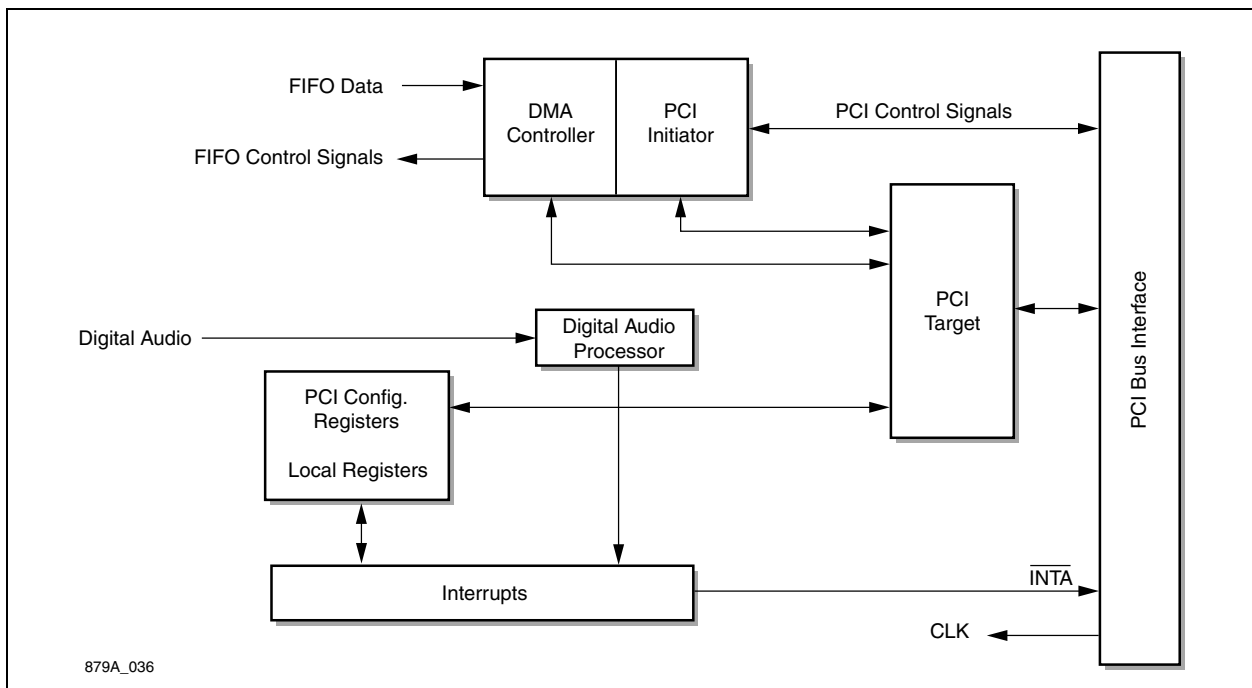 FIFO Data
FIFO Control Signals
DMA
Controller
PCI
Initiator
PCI Control Signals
PCI
Target
PCI Bus Interface
Digital Audio
Digital Audio
Processor
PCI Config.
Registers
Local Registers
Interrupts
INTA
CLK
879A_036